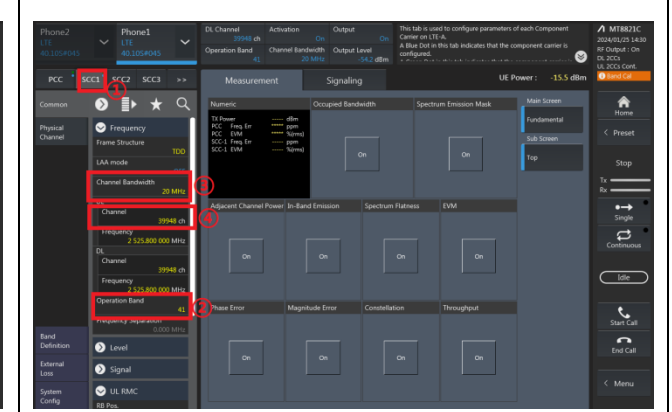 Phone2
LTE
40.105#045
Phone1
LTE
40.105#045
DL Channel
39948 ch
Activation
On
Output
On
Operation Band
41
Channel Bandwidth
20 MHz
Output Level
-54.2 dBm
This tab is used to configure parameters of each Component
Carrier on LTE-A.
A Blue Dot in this tab indicates that the component carrier is
configured.
MT8821C
2024/01/25 14:30
RF Output : On
DL 2CCs
UL 2CCs Cont.
Band Cal
PCC
SCC1
SCC2
SCC3
>>
①
Measurement
Signaling
UE Power : -15.5 dBm
Common
Physical
Channel
Band
Definition
External
Loss
System
Config
Frequency
Frame Structure
TDD
LAA mode
Channel Bandwidth
20 MHz
③
Channel
39948 ch
④
Frequency
2 525.800 000 MHz
DL
Channel
39948 ch
Frequency
2 525.800 000 MHz
Operation Band
41
②
Frequency Separation
0.000 MHz
Level
Signal
UL RMC
RB Pos.
Numeric
TX Power ----- dBm
PCC Freq. Err ***** ppm
PCC EVM ***** %(rms)
SCC-1 Freq. Err ----- ppm
SCC-1 EVM ----- %(rms)
Occupied Bandwidth
On
Spectrum Emission Mask
On
Adjacent Channel Power
On
In-Band Emission
On
Spectrum Flatness
On
EVM
On
Phase Error
On
Magnitude Error
On
Constellation
On
Throughput
On
Main Screen
Fundamental
Sub Screen
Top
Home
< Preset
Stop
Tx
Rx
Single
Continuous
Idle
Start Call
End Call
< Menu